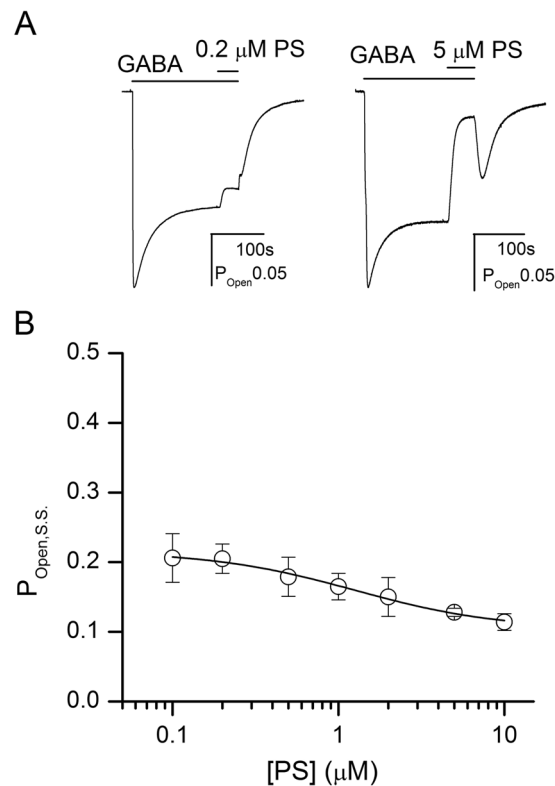 A
GABA 0.2 μM PS
GABA 5 μM PS
100s
P_Open 0.05
100s
P_Open 0.05
B
0.5
0.4
0.3
0.2
0.1
0.0
P_Open,S.S.
0.1 1 10
[PS] (μM)